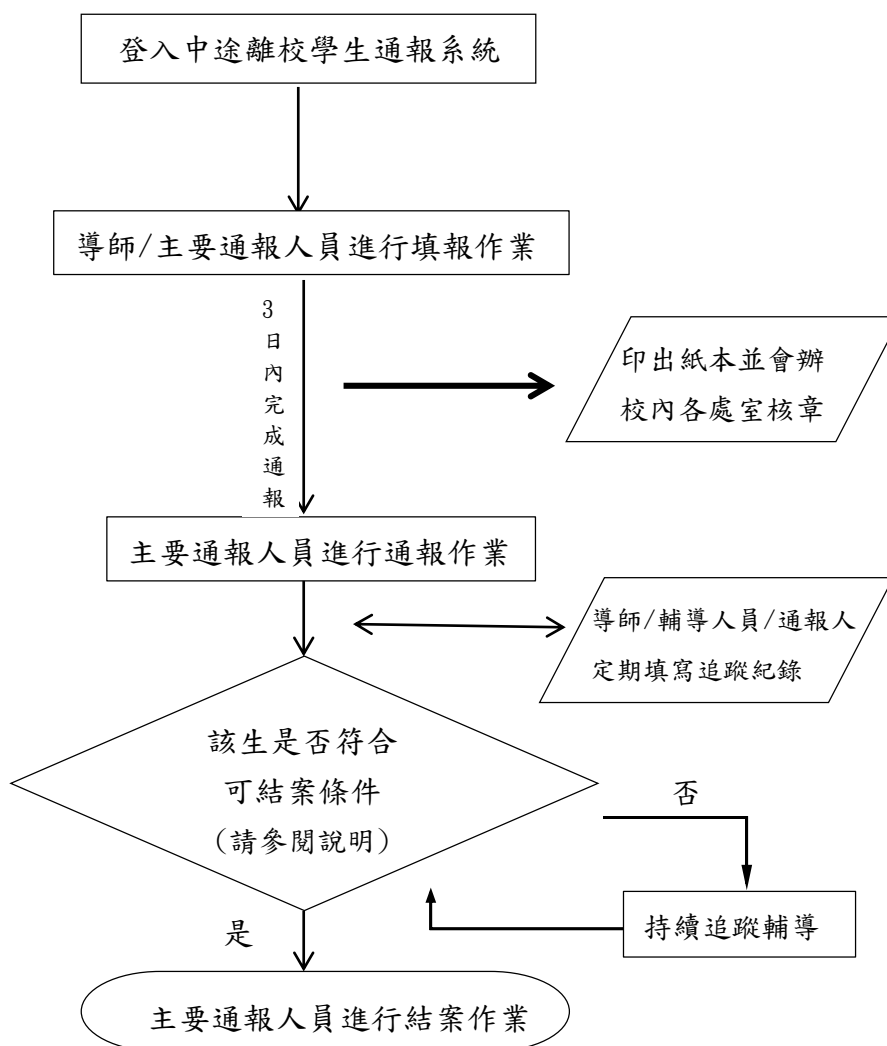 登入中途離校學生通報系統
導師/主要通報人員進行填報作業
3
日
內
完
成
通
報
印出紙本並會辦
校內各處室核章
主要通報人員進行通報作業
導師/輔導人員/通報人
定期填寫追蹤紀錄
該生是否符合
可結案條件
(請參閱說明)
否
持續追蹤輔導
是
主要通報人員進行結案作業